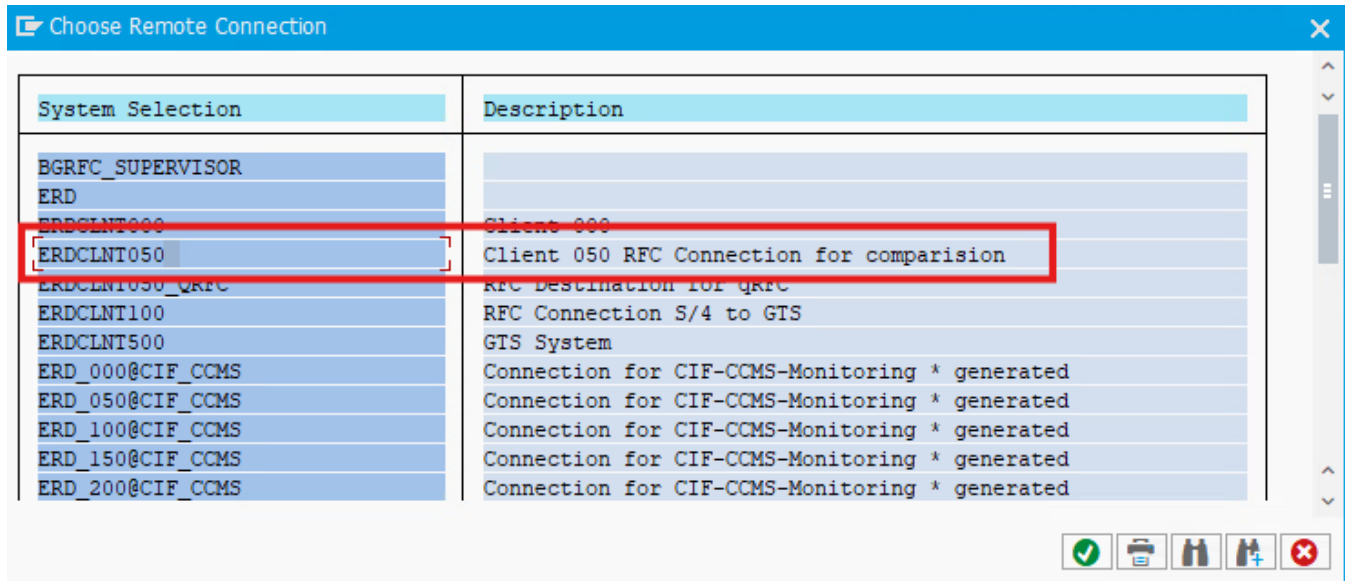 Choose Remote Connection
System Selection Description
BGRFC_SUPERVISOR
ERD
ERDCLNT000 Client 000
ERDCLNT050 Client 050 RFC Connection for comparision
ERDCLNT050_QRFC RFC Destination for qRFC
ERDCLNT100 RFC Connection S/4 to GTS
ERDCLNT500 GTS System
ERD_000@CIF_CCMS Connection for CIF-CCMS-Monitoring * generated
ERD_050@CIF_CCMS Connection for CIF-CCMS-Monitoring * generated
ERD_100@CIF_CCMS Connection for CIF-CCMS-Monitoring * generated
ERD_150@CIF_CCMS Connection for CIF-CCMS-Monitoring * generated
ERD_200@CIF_CCMS Connection for CIF-CCMS-Monitoring * generated